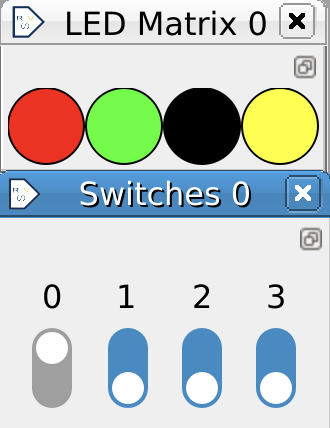 LED Matrix 0
Switches 0
0 1 2 3